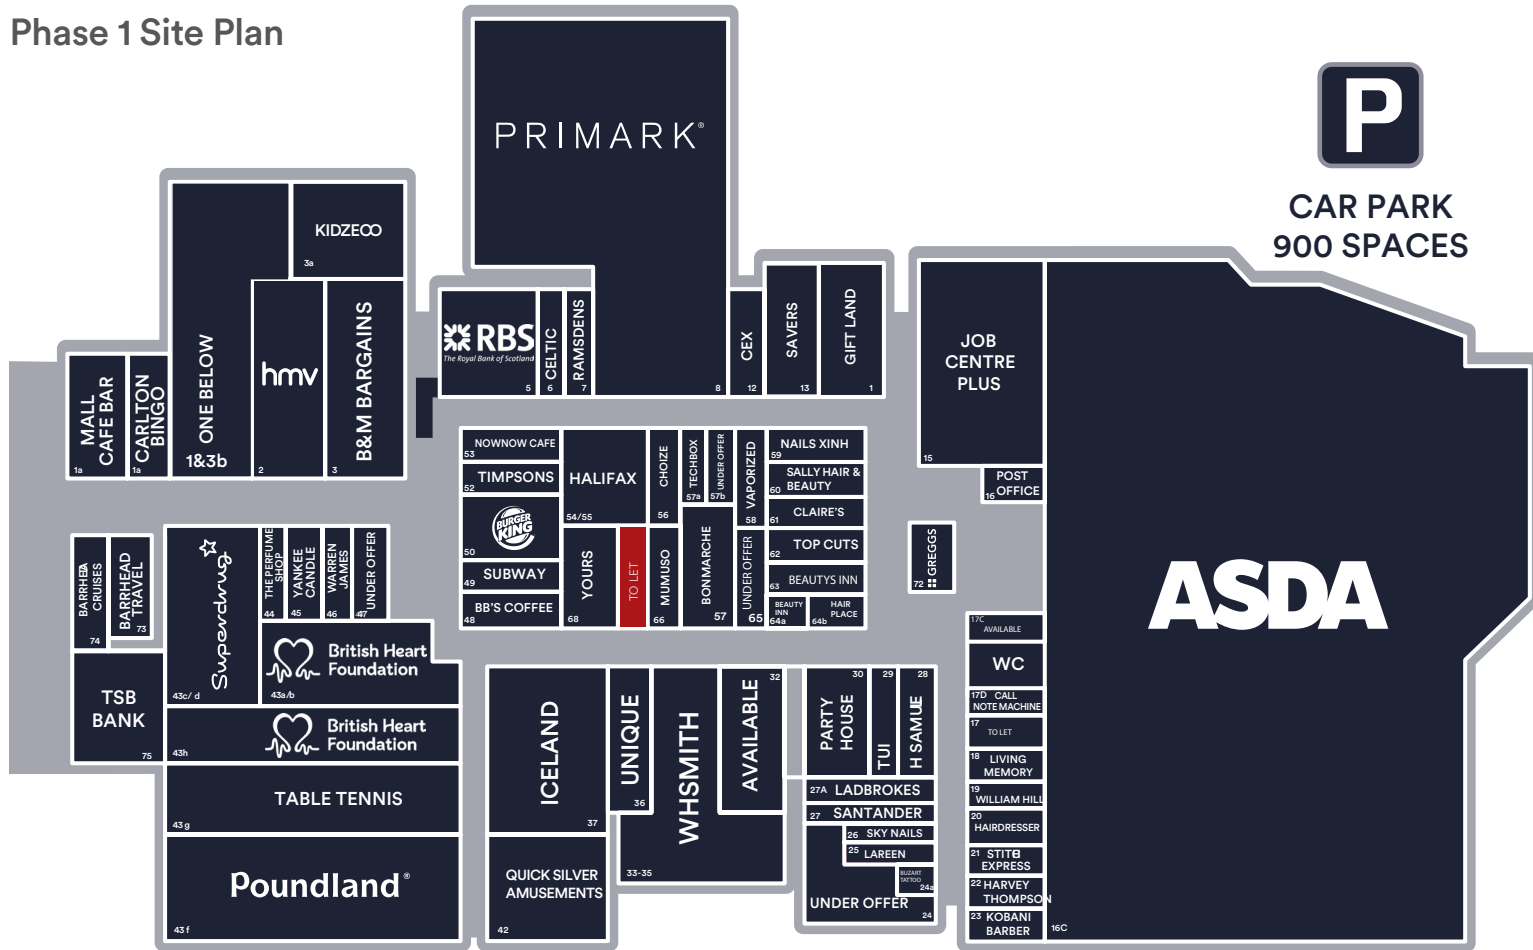 Phase 1 Site Plan
PRIMARK®
8
P
CAR PARK
900 SPACES
KIDZECO
3a
ONE BELOW
1&3b
hmv
2
B&M BARGAINS
3
MALL
CAFE BAR
1a
CARLTON
BINGO
1a
RBS
The Royal Bank of Scotland
5
CELTIC
6
RAMSDENS
7
CEX
12
SAVERS
13
GIFT LAND
1
JOB
CENTRE
PLUS
15
POST
OFFICE
16
ASDA
16C
NOWNOW CAFE
53
TIMPSONS
52
BURGER
KING
50
SUBWAY
49
BB'S COFFEE
48
HALIFAX
54/55
CHOIZE
56
TECHBOX
57a
UNDER OFFER
57b
VAPORIZED
58
NAILS XINH
59
SALLY HAIR &
BEAUTY
60
CLAIRE'S
61
TOP CUTS
62
BEAUTYS INN
63
BEAUTY
INN
64a
HAIR
PLACE
64b
YOURS
68
TO LET
MUMUSO
66
BONMARCHE
57
UNDER OFFER
65
GREGGS
72
BARRHEA
CRUISES
74
BARRHEAD
TRAVEL
73
TSB
BANK
75
Superdrug
43c/ d
THE PERFUME
SHOP
44
YANKEE
CANDLE
45
WARREN
JAMES
46
UNDER OFFER
47
British Heart
Foundation
43a/b
British Heart
Foundation
43h
TABLE TENNIS
43g
Poundland®
43f
ICELAND
37
UNIQUE
36
WHSMITH
33-35
AVAILABLE
32
QUICK SILVER
AMUSEMENTS
42
PARTY
HOUSE
30
TUI
29
H SAMUE
28
27A LADBROKES
27 SANTANDER
26 SKY NAILS
25 LAREEN
BUZART
TATTOO
24a
UNDER OFFER
24
17C
AVAILABLE
WC
17D CALL
NOTE MACHINE
17
TO LET
18 LIVING
MEMORY
19
WILLIAM HILL
20
HAIRDRESSER
21
EXPRESS
22 HARVEY
THOMPSON
23 KOBANI
BARBER